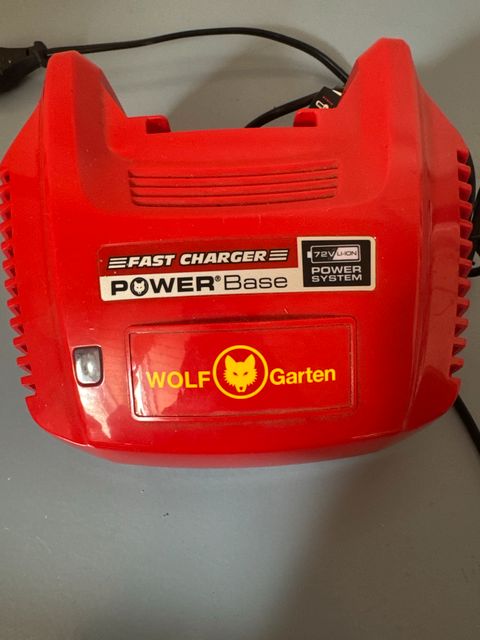 FAST CHARGER
POWER® Base
72V LI-ION
POWER
SYSTEM
WOLF Garten